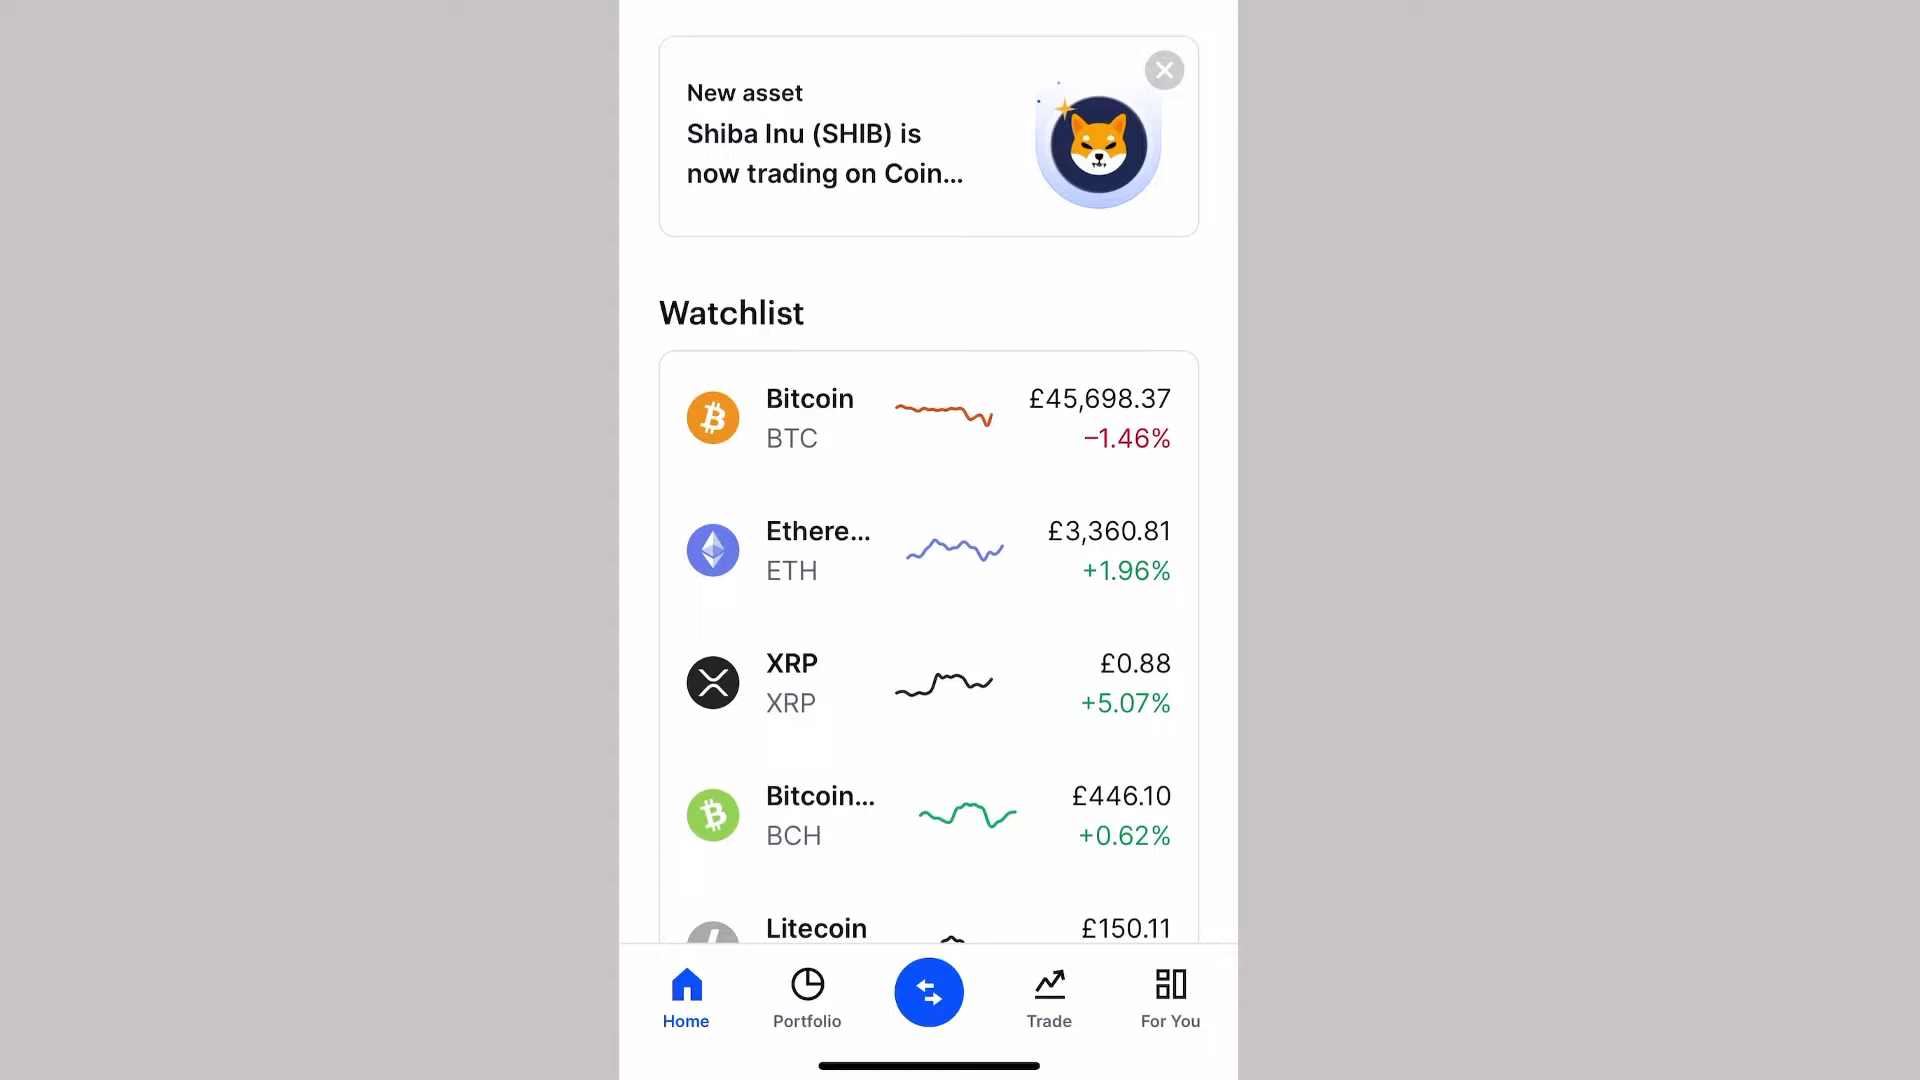 New asset
Shiba Inu (SHIB) is
now trading on Coin...
Watchlist
Bitcoin £45,698.37
BTC –1.46%
Ethere... £3,360.81
ETH +1.96%
XRP £0.88
XRP +5.07%
Bitcoin... £446.10
BCH +0.62%
Litecoin £150.11
Home Portfolio Trade For You